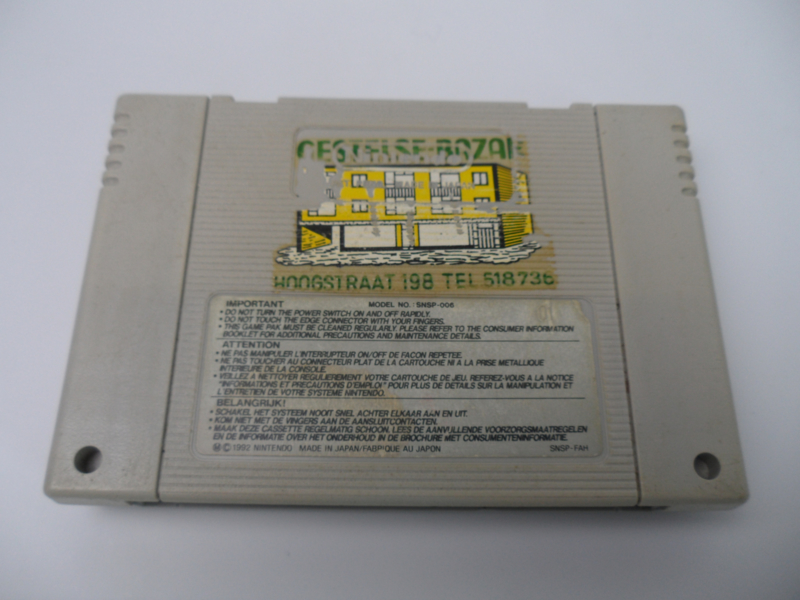 GESTELSE-BAZAR
HOOGSTRAAT 198 TEL 518736
IMPORTANT
MODEL NO.: SNSP-006
• DO NOT TURN THE POWER SWITCH ON AND OFF RAPIDLY.
• DO NOT TOUCH THE EDGE CONNECTOR WITH YOUR FINGERS.
• THIS GAME PAK MUST BE CLEANED REGULARLY. PLEASE REFER TO THE CONSUMER INFORMATION
BOOKLET FOR ADDITIONAL PRECAUTIONS AND MAINTENANCE DETAILS.
ATTENTION
• NE PAS MANIPULER L'INTERRUPTEUR ON/OFF DE FACON REPETEE.
• NE PAS TOUCHER AU CONNECTEUR PLAT DE LA CARTOUCHE NI A LA PRISE METALLIQUE
INTERIEURE DE LA CONSOLE.
• VEILLEZ A NETTOYER REGULIEREMENT VOTRE CARTOUCHE DE JEU. REFEREZ-VOUS A LA NOTICE
"INFORMATIONS ET PRECAUTIONS D'EMPLOI" POUR PLUS DE DETAILS SUR LA MANIPULATION ET
L'ENTRETIEN DE VOTRE SYSTEME NINTENDO.
BELANGRIJK!
• SCHAKEL HET SYSTEEM NOOIT SNEL ACHTER ELKAAR AAN EN UIT.
• KOM NIET MET DE VINGERS AAN DE AANSLUITCONTACTEN.
• MAAK DEZE CASSETTE REGELMATIG SCHOON. LEES DE AANVULLENDE VOORZORGSMAATREGELEN
EN DE INFORMATIE OVER HET ONDERHOUD IN DE BROCHURE MET CONSUMENTENINFORMATIE.
Ⓜ © 1992 NINTENDO MADE IN JAPAN/FABRIQUE AU JAPON
SNSP-FAH